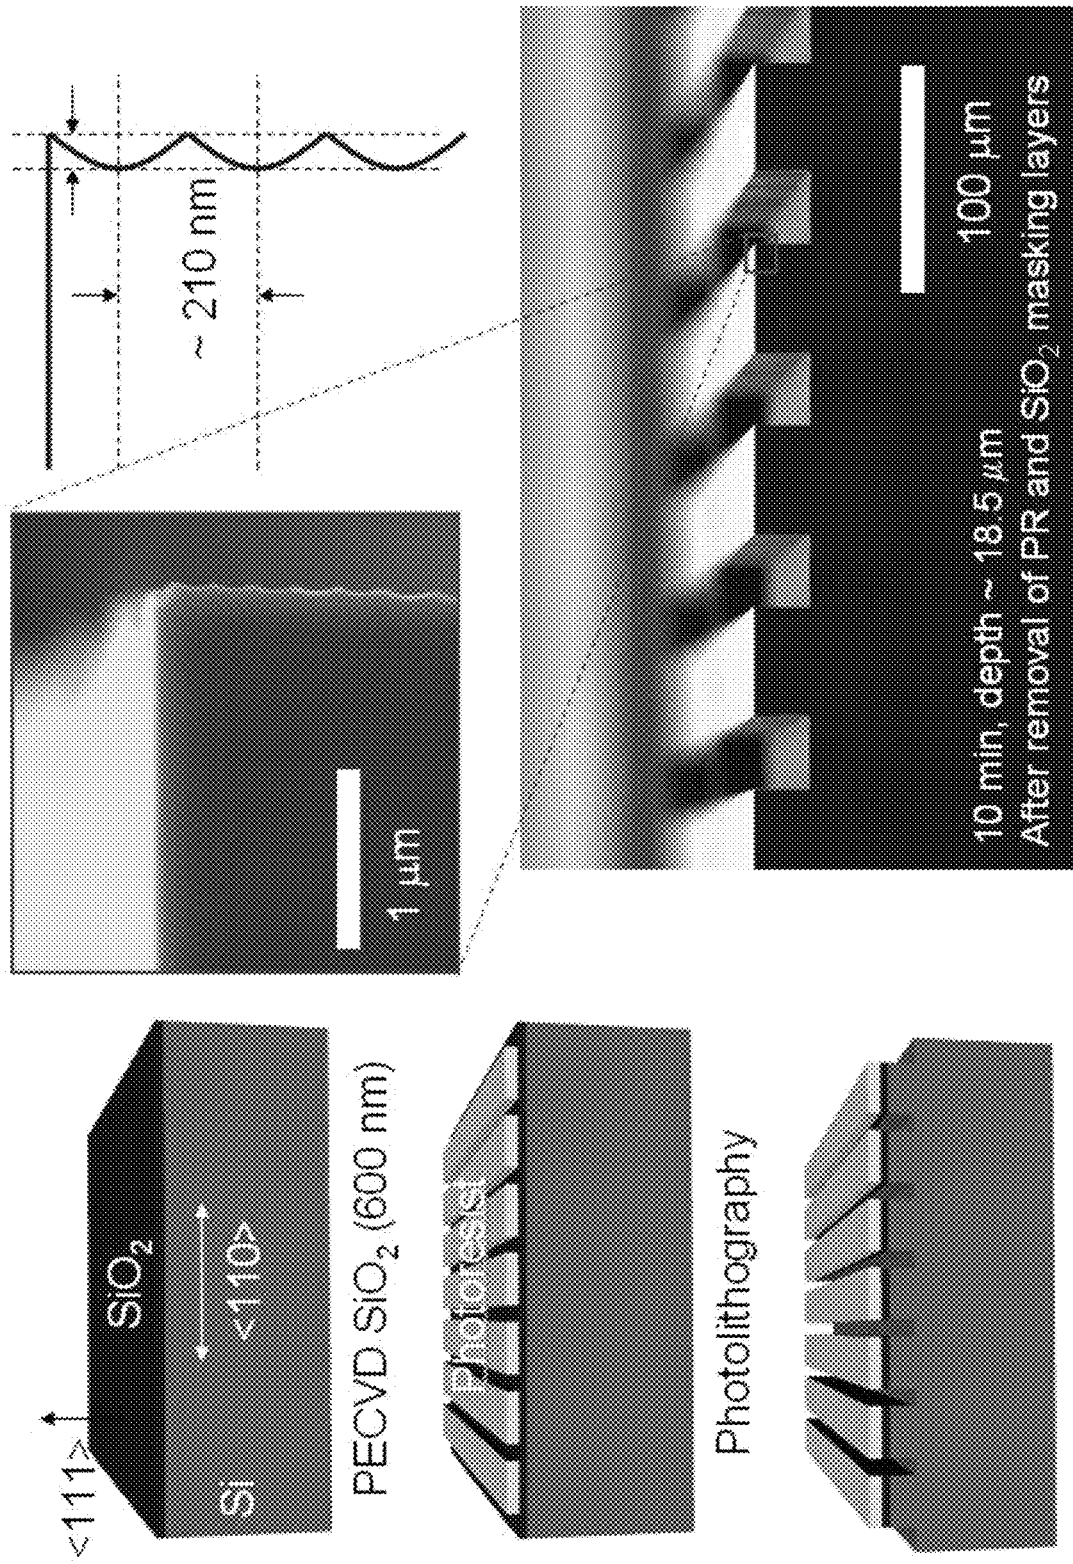 <111>
SiO₂
<110>
Si
PECVD SiO₂ (600 nm)
Photoresist
Photolithography
1 µm
~ 210 nm
100 µm
10 min, depth ~ 18.5 µm
After removal of PR and SiO₂ masking layers